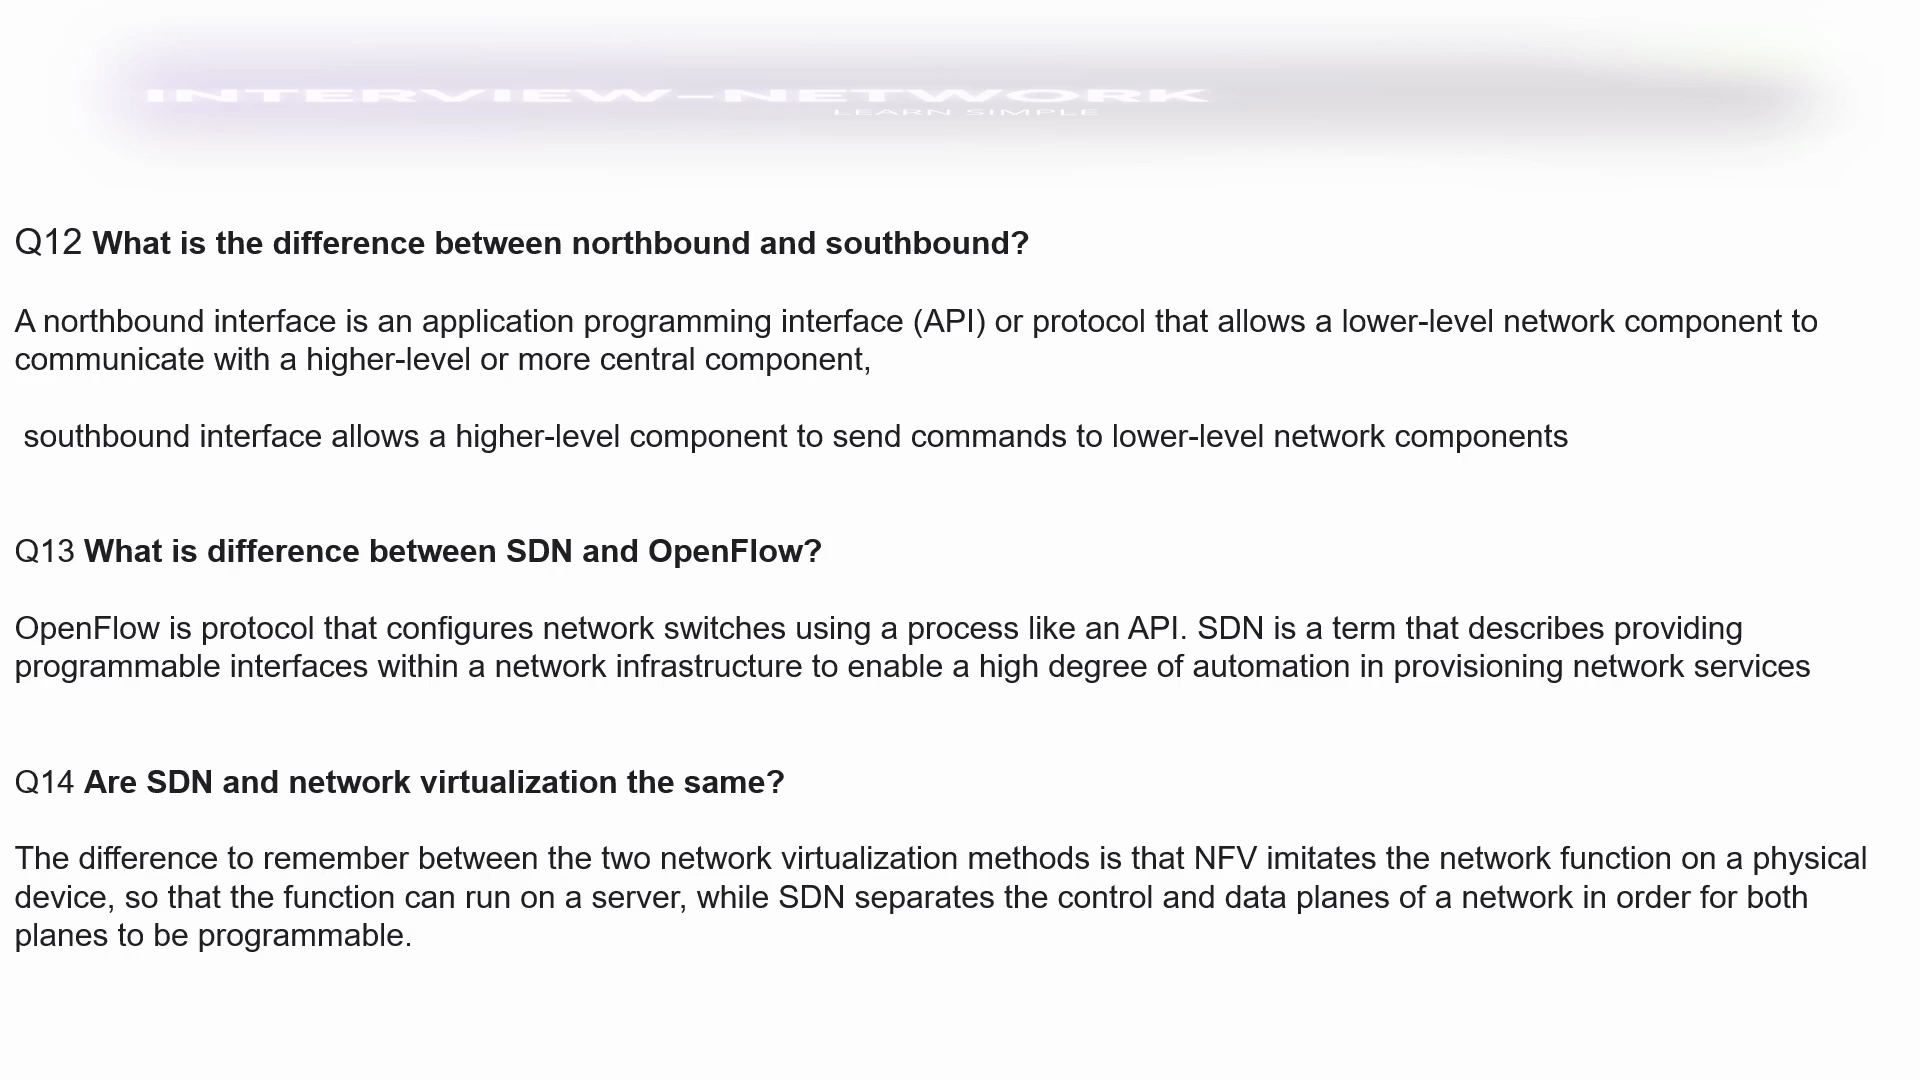 INTERVIEW-NETWORK
LEARN SIMPLE
Q12 What is the difference between northbound and southbound?
A northbound interface is an application programming interface (API) or protocol that allows a lower-level network component to
communicate with a higher-level or more central component,
southbound interface allows a higher-level component to send commands to lower-level network components
Q13 What is difference between SDN and OpenFlow?
OpenFlow is protocol that configures network switches using a process like an API. SDN is a term that describes providing
programmable interfaces within a network infrastructure to enable a high degree of automation in provisioning network services
Q14 Are SDN and network virtualization the same?
The difference to remember between the two network virtualization methods is that NFV imitates the network function on a physical
device, so that the function can run on a server, while SDN separates the control and data planes of a network in order for both
planes to be programmable.